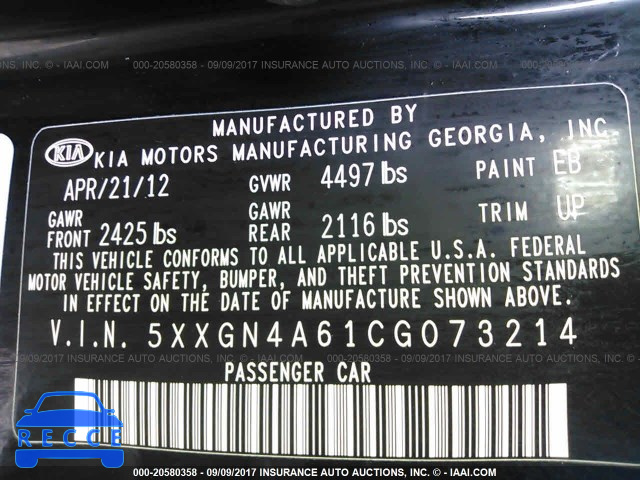 000-20580358 - 09/09/2017 INSURANCE AUTO AUCTIONS, INC. © - IAAI.COM
MANUFACTURED BY
KIA KIA MOTORS MANUFACTURING GEORGIA, INC.
APR/21/12 GVWR 4497 lbs PAINT EB
GAWR FRONT 2425 lbs GAWR REAR 2116 lbs TRIM UP
THIS VEHICLE CONFORMS TO ALL APPLICABLE U.S.A. FEDERAL
MOTOR VEHICLE SAFETY, BUMPER, AND THEFT PREVENTION STANDARDS
IN EFFECT ON THE DATE OF MANUFACTURE SHOWN ABOVE.
V.I.N. 5XXGN4A61CG073214
PASSENGER CAR
RECCE
000-20580358 - 09/09/2017 INSURANCE AUTO AUCTIONS, INC. © - IAAI.COM